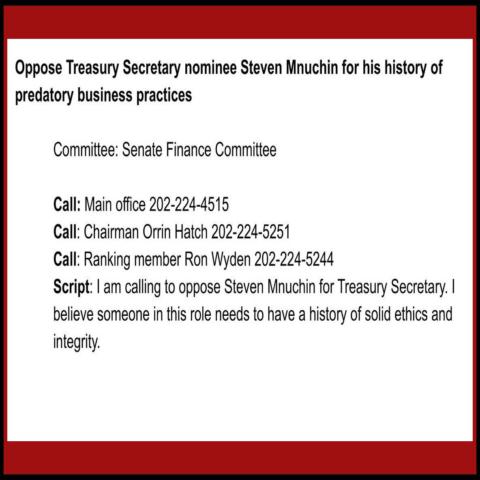 Oppose Treasury Secretary nominee Steven Mnuchin for his history of
predatory business practices
Committee: Senate Finance Committee
Call: Main office 202-224-4515
Call: Chairman Orrin Hatch 202-224-5251
Call: Ranking member Ron Wyden 202-224-5244
Script: I am calling to oppose Steven Mnuchin for Treasury Secretary. I
believe someone in this role needs to have a history of solid ethics and
integrity.